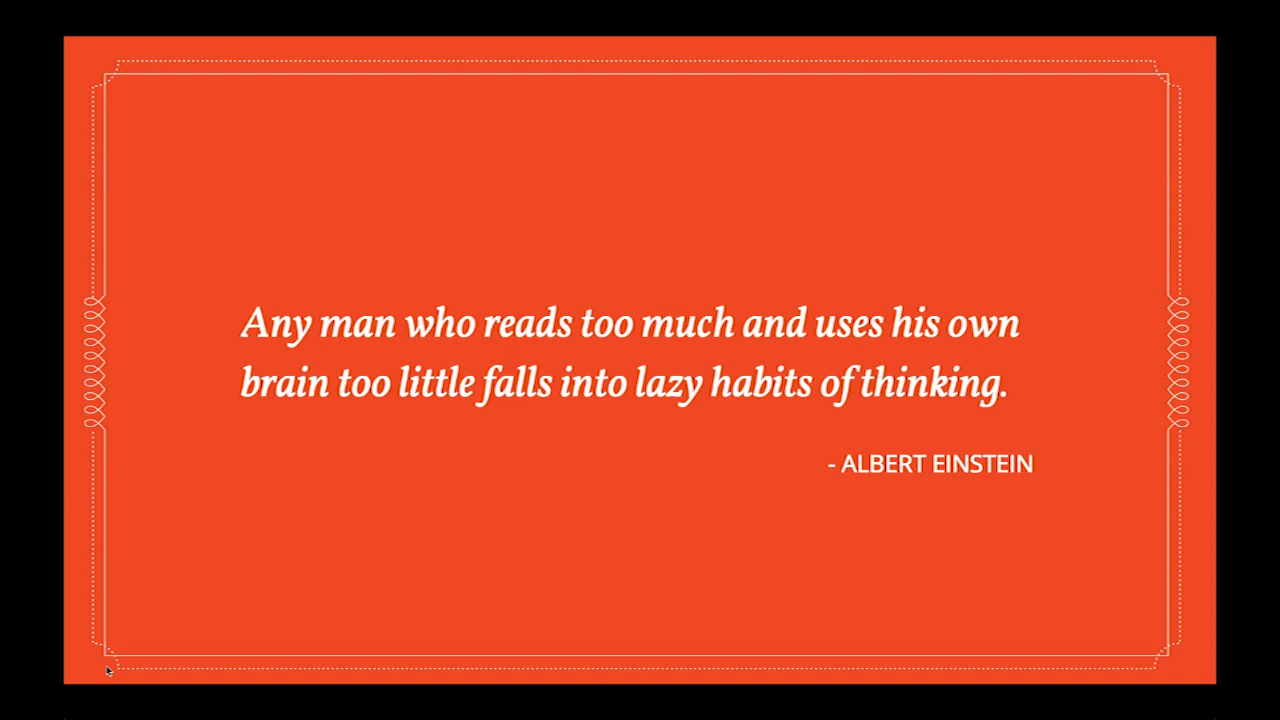 Any man who reads too much and uses his own
brain too little falls into lazy habits of thinking.
- ALBERT EINSTEIN